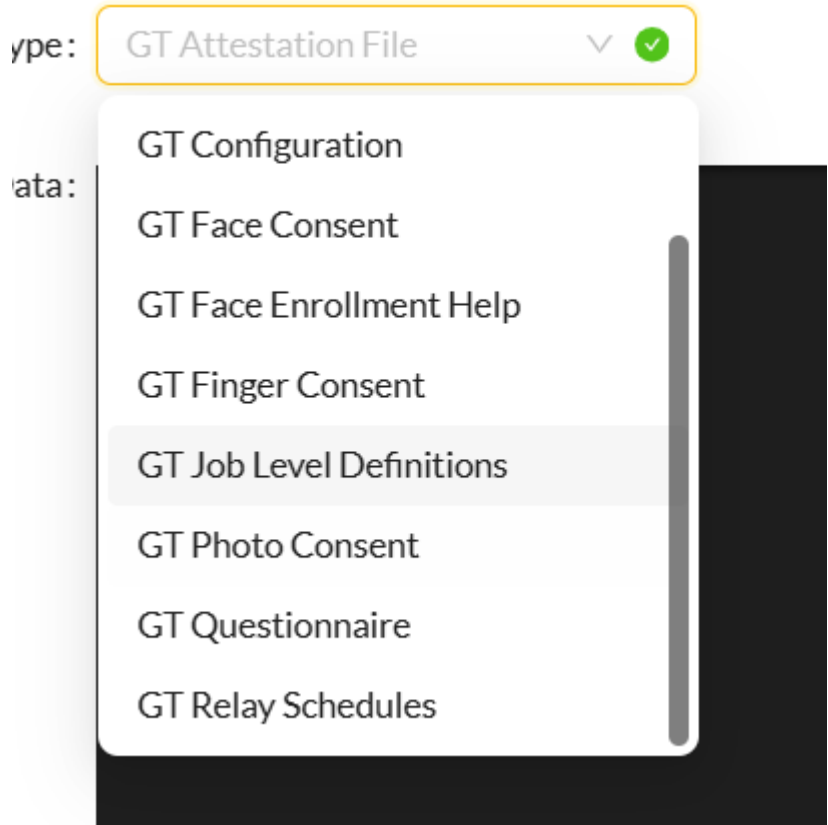 ype:
GT Attestation File
GT Configuration
ata:
GT Face Consent
GT Face Enrollment Help
GT Finger Consent
GT Job Level Definitions
GT Photo Consent
GT Questionnaire
GT Relay Schedules